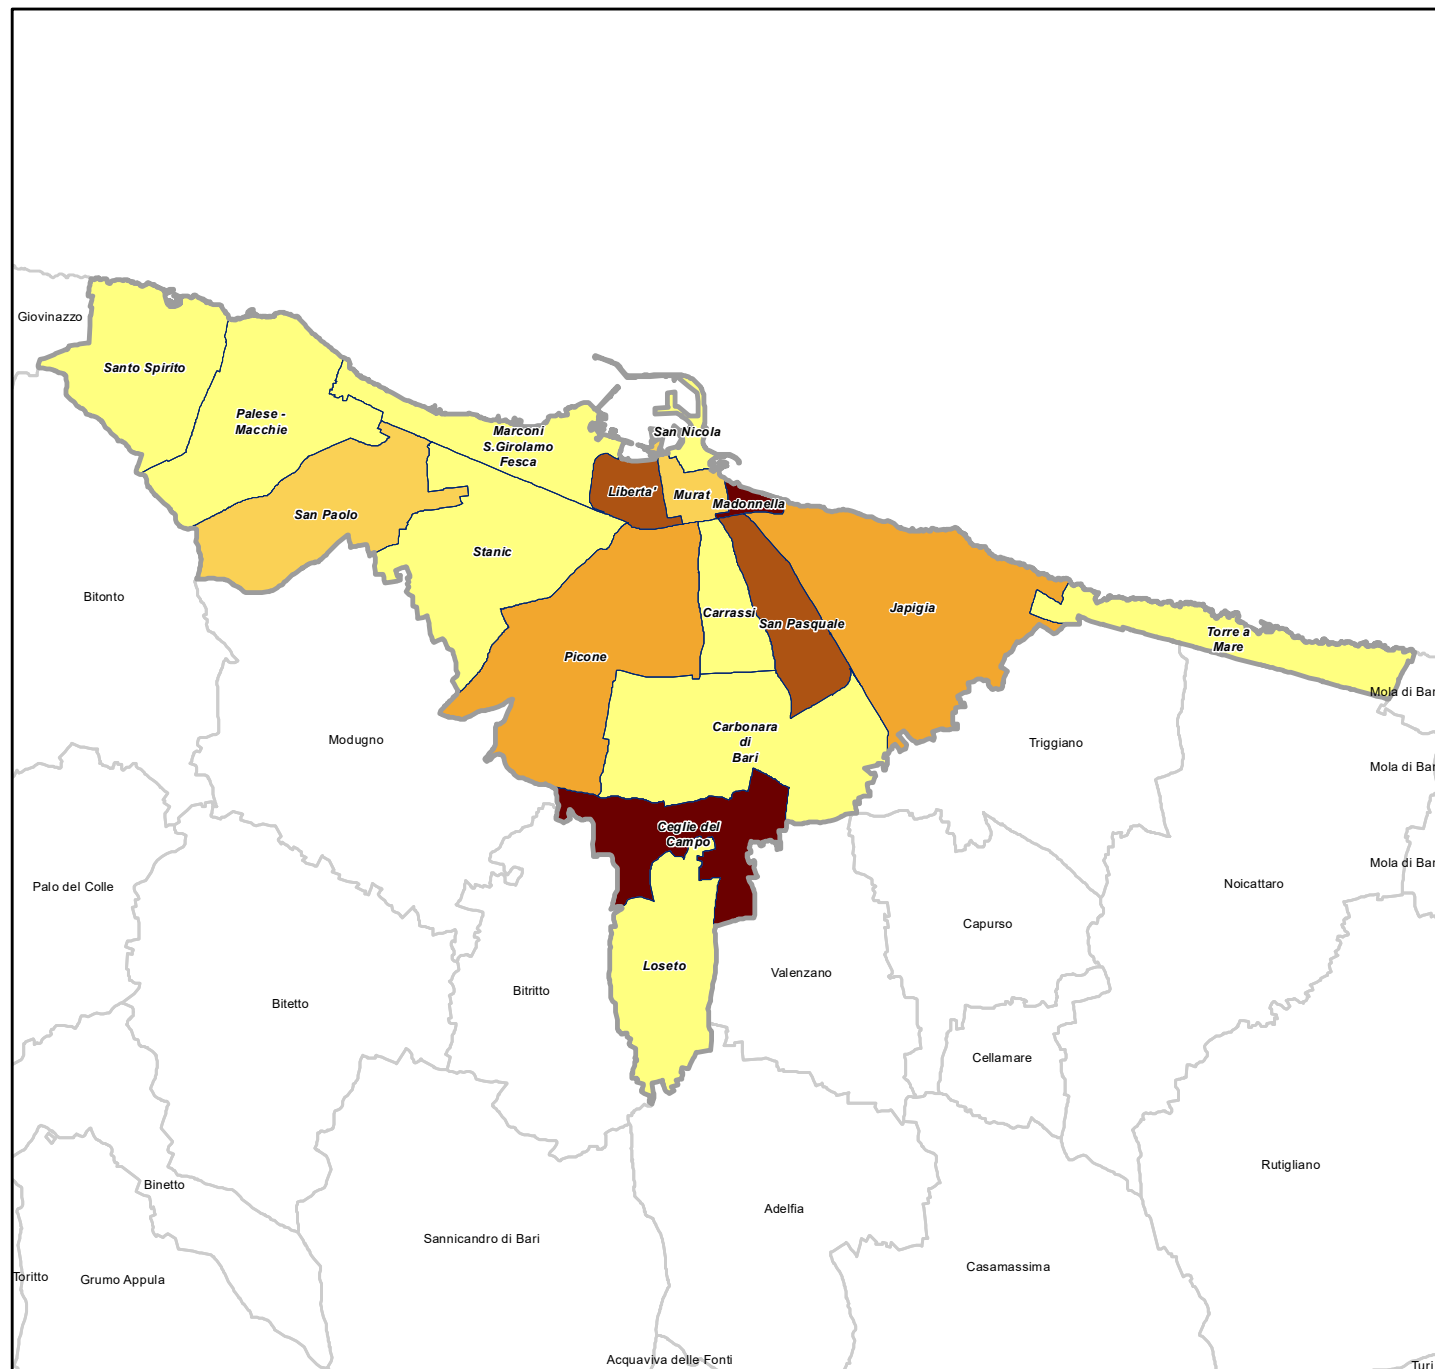 Giovinazzo
Santo Spirito
Palese -
Macchie
Marconi
S.Girolamo
Fesca
San Nicola
Liberta'
Murat
Madonnella
San Paolo
Stanic
Bitonto
Carrassi
San Pasquale
Japigia
Torre a
Mare
Picone
Mola di Bar
Carbonara
di
Bari
Modugno
Triggiano
Mola di Bar
Ceglie del
Campo
Mola di Bar
Palo del Colle
Noicattaro
Capurso
Loseto
Valenzano
Bitritto
Bitetto
Cellamare
Rutigliano
Binetto
Adelfia
Sannicandro di Bari
Casamassima
Toritto
Grumo Appula
Acquaviva delle Fonti
Turi